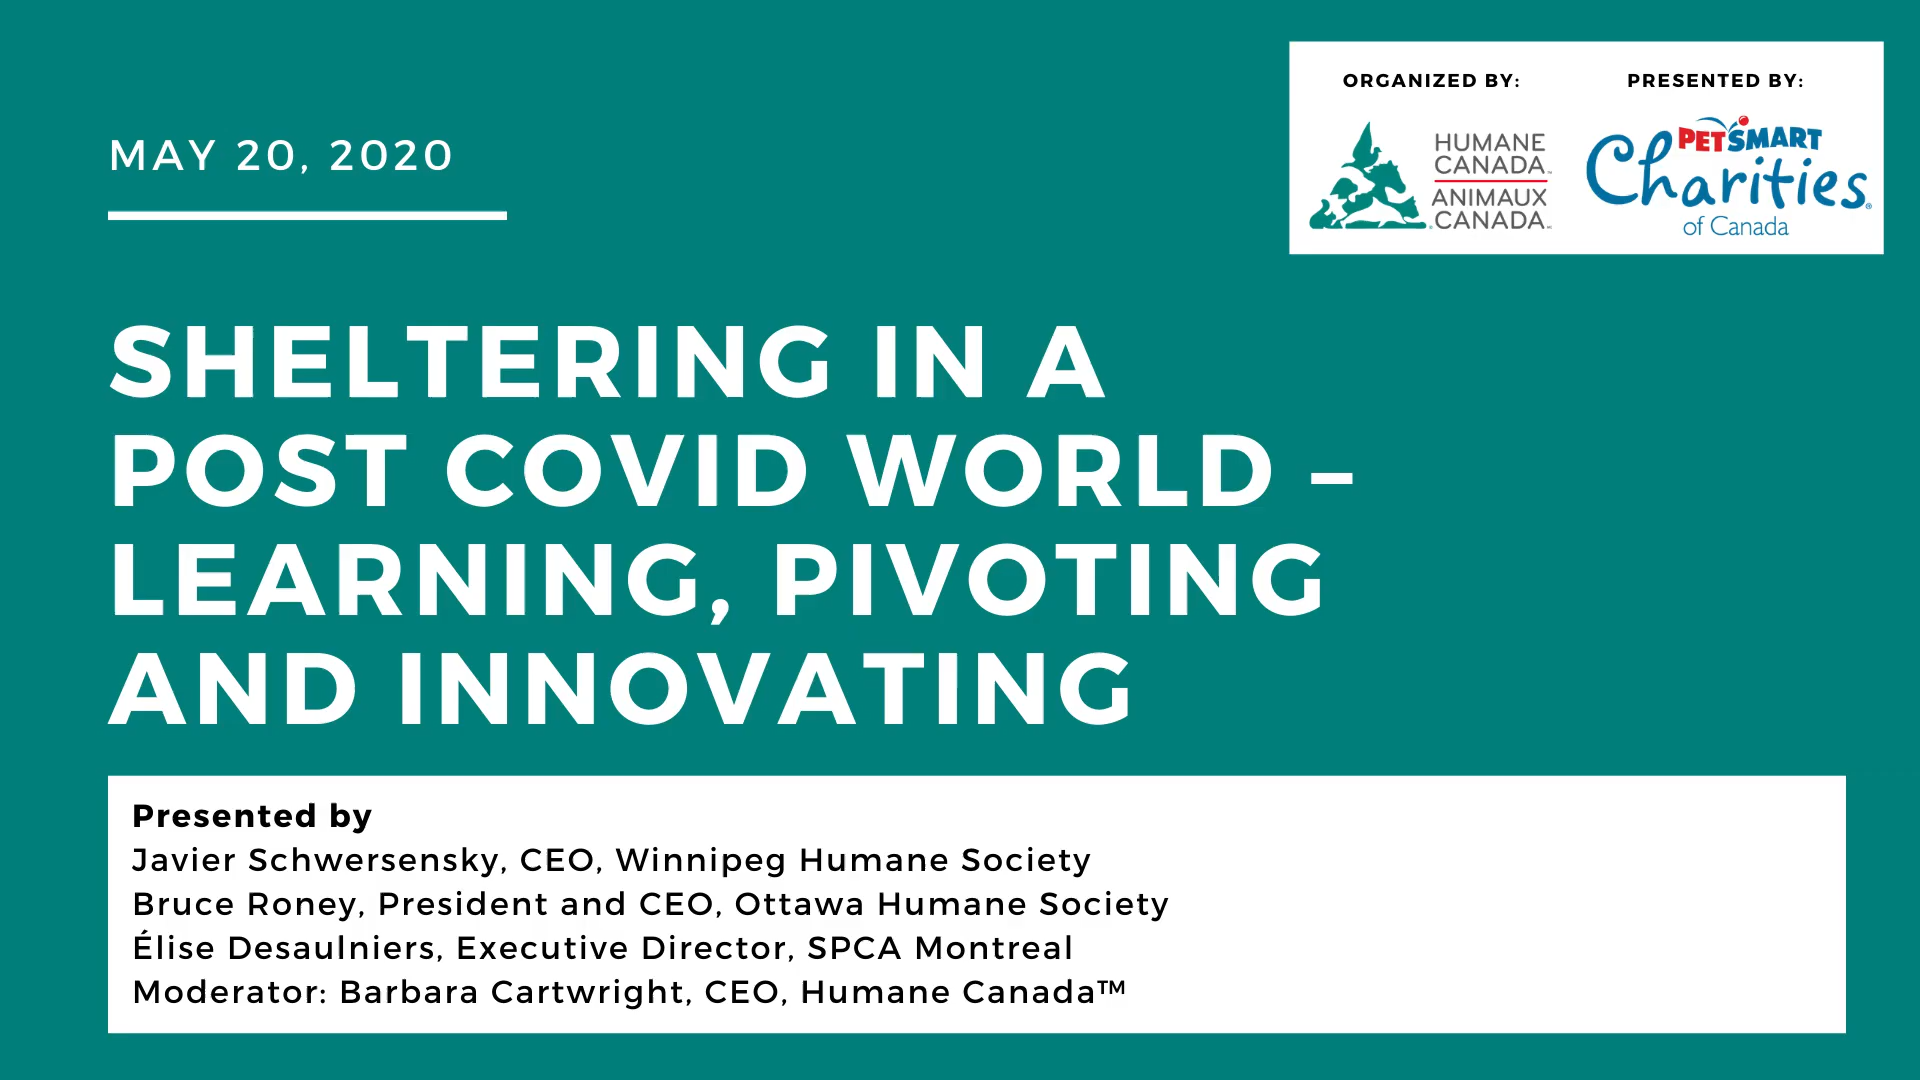 MAY 20, 2020
ORGANIZED BY:
HUMANE
CANADA™
ANIMAUX
CANADA
PRESENTED BY:
PETSMART
Charities®
of Canada
SHELTERING IN A
POST COVID WORLD –
LEARNING, PIVOTING
AND INNOVATING
Presented by
Javier Schwersensky, CEO, Winnipeg Humane Society
Bruce Roney, President and CEO, Ottawa Humane Society
Élise Desaulniers, Executive Director, SPCA Montreal
Moderator: Barbara Cartwright, CEO, Humane Canada™